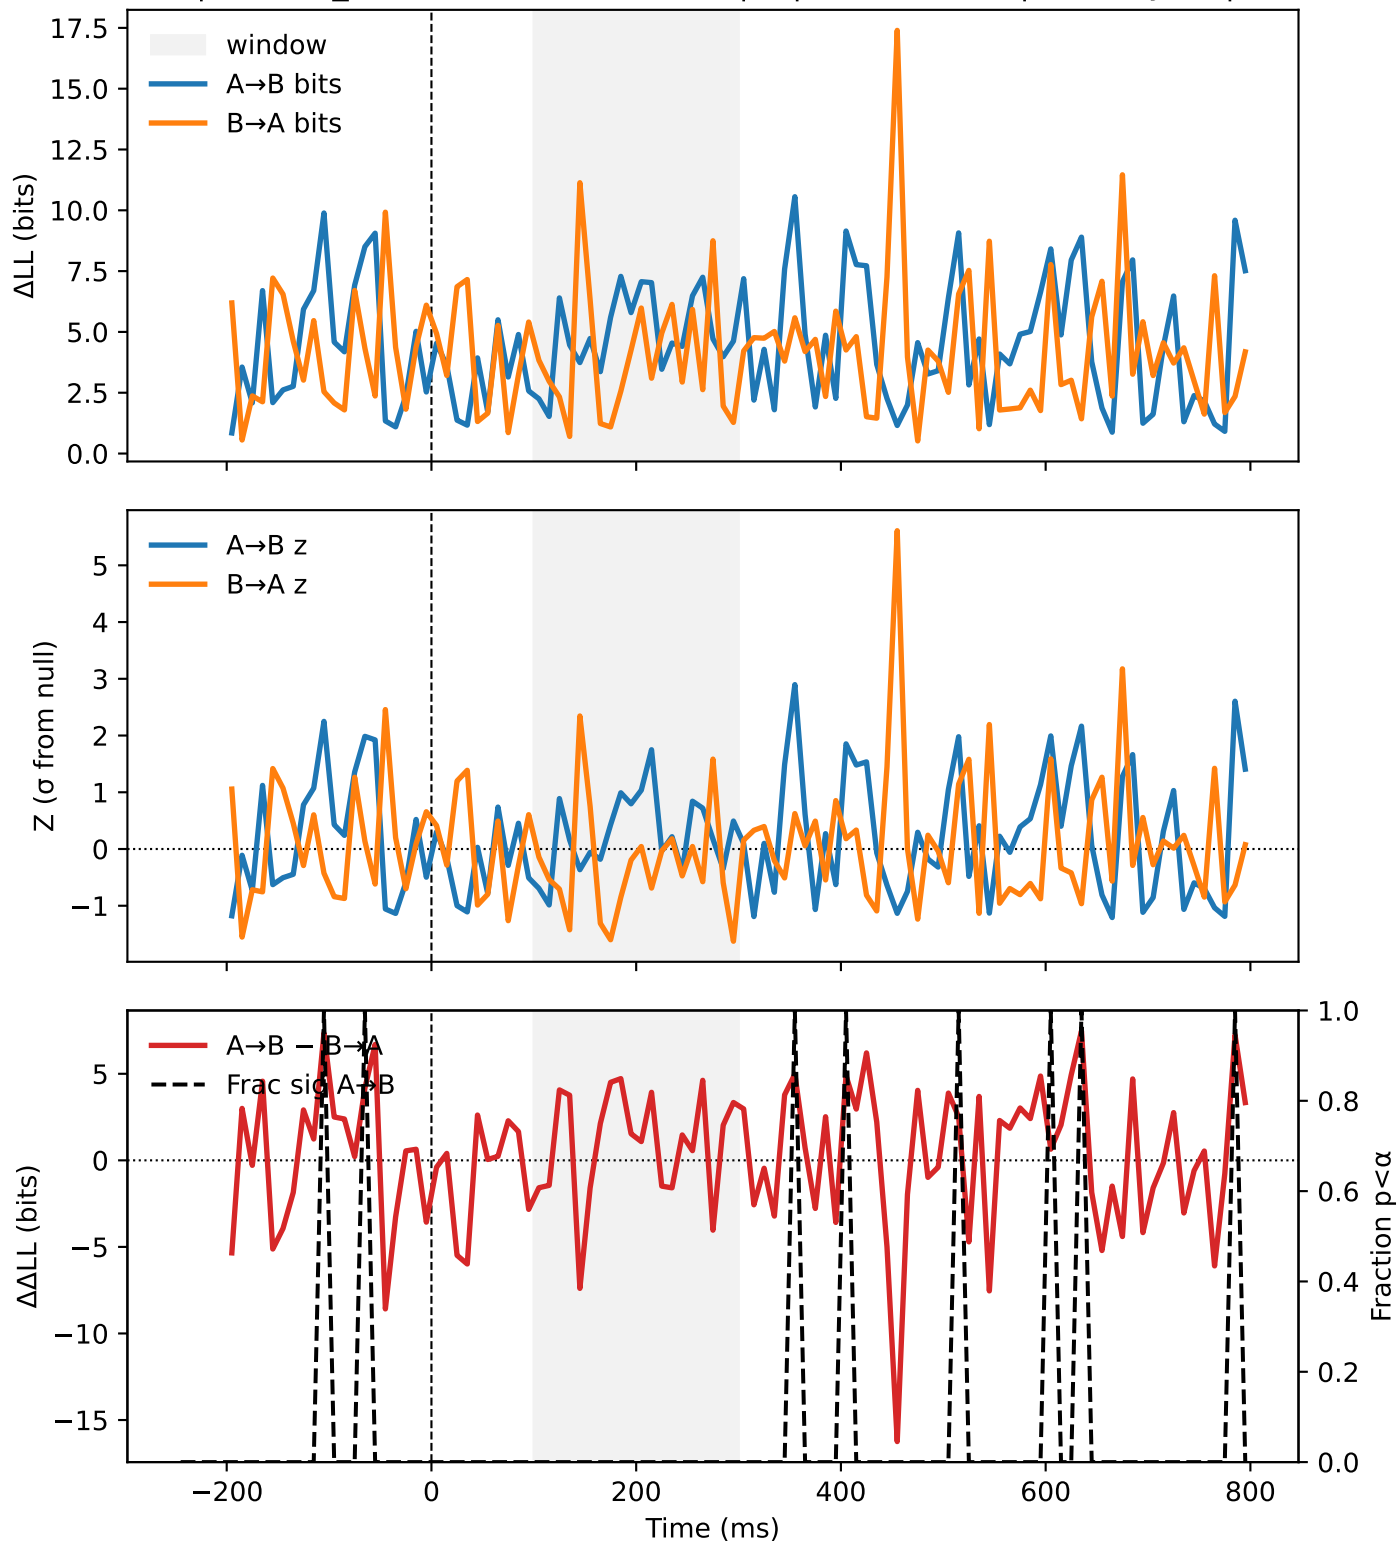 17.5
15.0
12.5
10.0
7.5
5.0
2.5
0.0
ΔLL (bits)
window
A→B bits
B→A bits
5
4
3
2
1
0
−1
Z (σ from null)
A→B z
B→A z
5
0
−5
−10
−15
ΔΔLL (bits)
A→B − B→A
Frac sig A→B
1.0
0.8
0.6
0.4
0.2
0.0
Fraction p<α
−200
0
200
400
600
800
Time (ms)